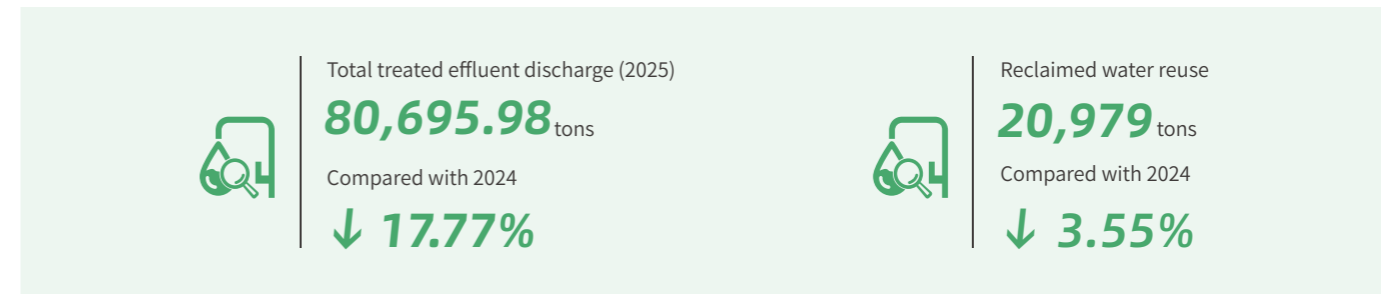 Total treated effluent discharge (2025)
80,695.98 tons
Compared with 2024
↓ 17.77%
Reclaimed water reuse
20,979 tons
Compared with 2024
↓ 3.55%